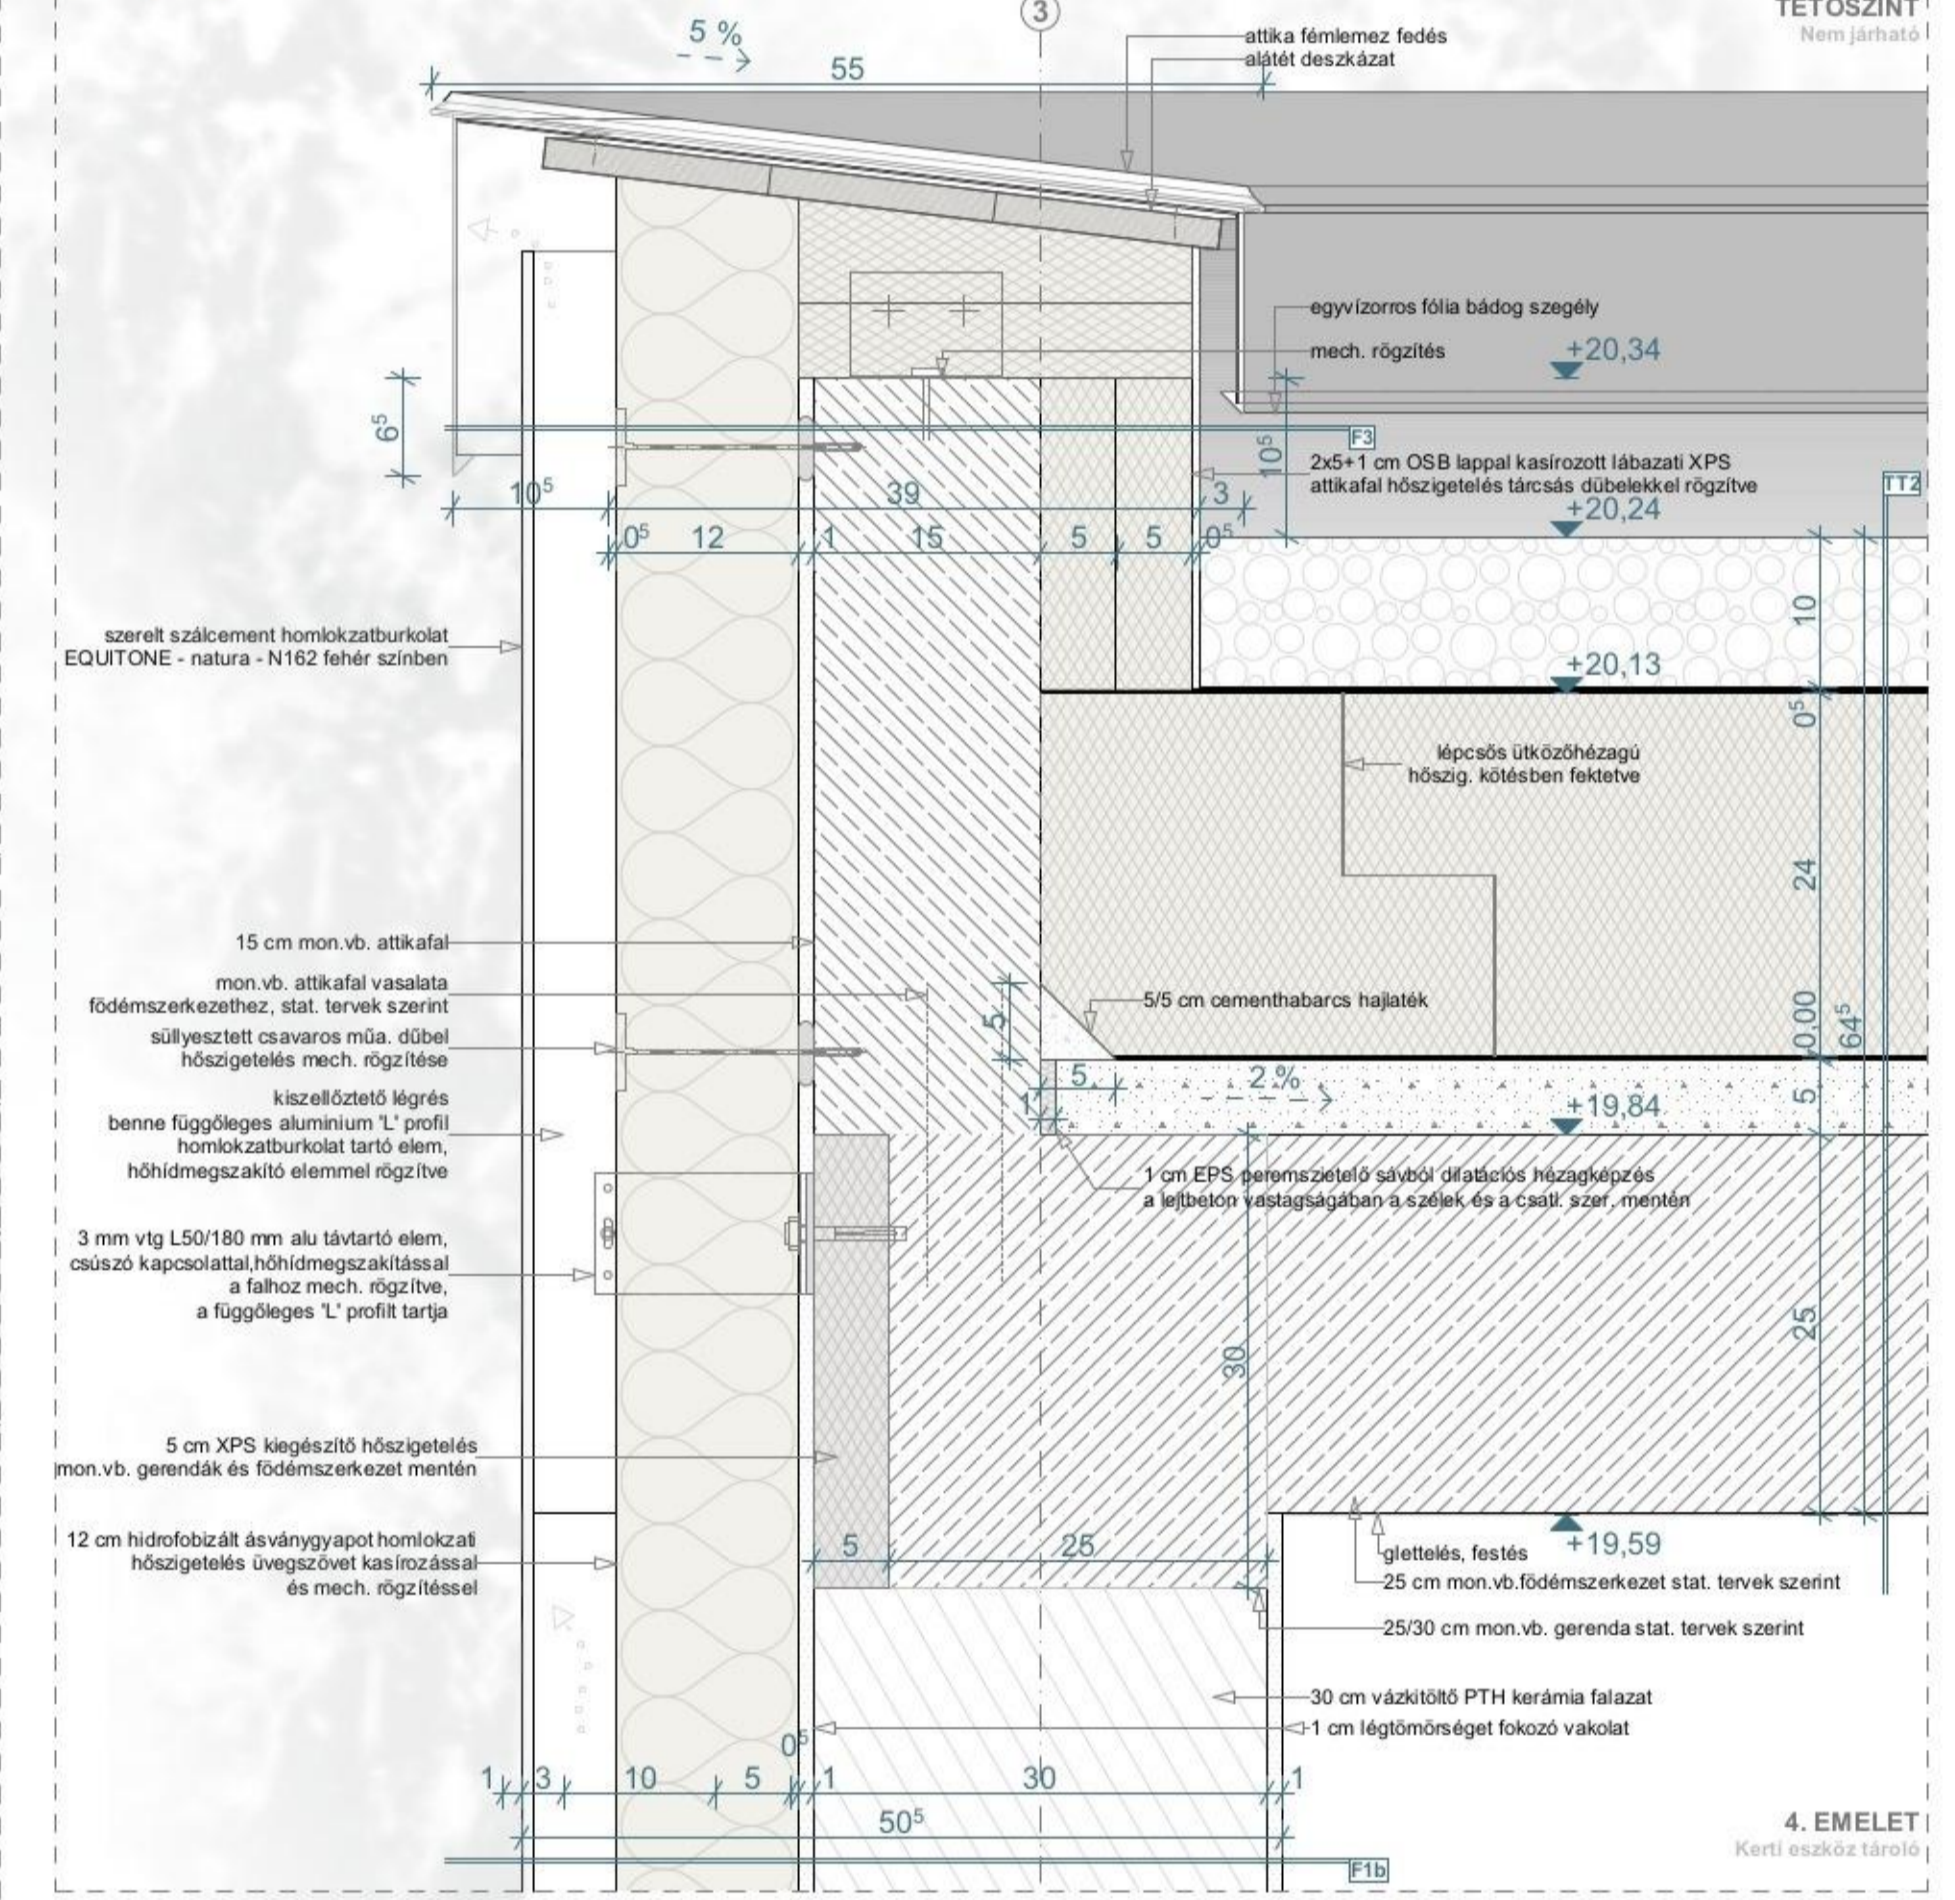 3
TETŐSZINT
Nem járható
5 %
55
attika fémlemez fedés
alátét deszkázat
egyvízorros fólia bádog szegély
mech. rögzítés
+20,34
6⁵
F3
10⁵
2x5+1 cm OSB lappal kasírozott lábazati XPS
attikafal hőszigetelés tárcsás dübelekkel rögzítve
TT2
10⁵
39
3
+20,24
0⁵
12
1
15
5
5
0⁵
10
szerelt szálcement homlokzatburkolat
EQUITONE - natura - N162 fehér színben
+20,13
0⁵
lépcsős ütközőhézagú
hőszig. kötésben fektetve
24
15 cm mon.vb. attikafal
mon.vb. attikafal vasalata
födémszerkezethez, stat. tervek szerint
5/5 cm cementhabarcs hajlaték
5
0,00
64⁵
süllyesztett csavaros műa. dűbel
hőszigetelés mech. rögzítése
5
2 %
kiszellőztető légrés
benne függőleges aluminium 'L' profil
homlokzatburkolat tartó elem,
hőhídmegszakító elemmel rögzítve
1
+19,84
5
1 cm EPS peremszietelő sávból dilatációs hézagképzés
a lejtbeton vastagságában a szélek és a csatl. szer. mentén
3 mm vtg L50/180 mm alu távtartó elem,
csúszó kapcsolattal,hőhídmegszakítással
a falhoz mech. rögzítve,
a függőleges 'L' profilt tartja
30
25
5 cm XPS kiegészítő hőszigetelés
mon.vb. gerendák és födémszerkezet mentén
12 cm hidrofobizált ásványgyapot homlokzati
hőszigetelés üvegszövet kasírozással
és mech. rögzítéssel
5
25
glettelés, festés
+19,59
25 cm mon.vb.födémszerkezet stat. tervek szerint
25/30 cm mon.vb. gerenda stat. tervek szerint
30 cm vázkitöltő PTH kerámia falazat
1 cm légtömörséget fokozó vakolat
0⁵
1
3
10
5
1
30
1
50⁵
4. EMELET
Kerti eszköz tároló
F1b